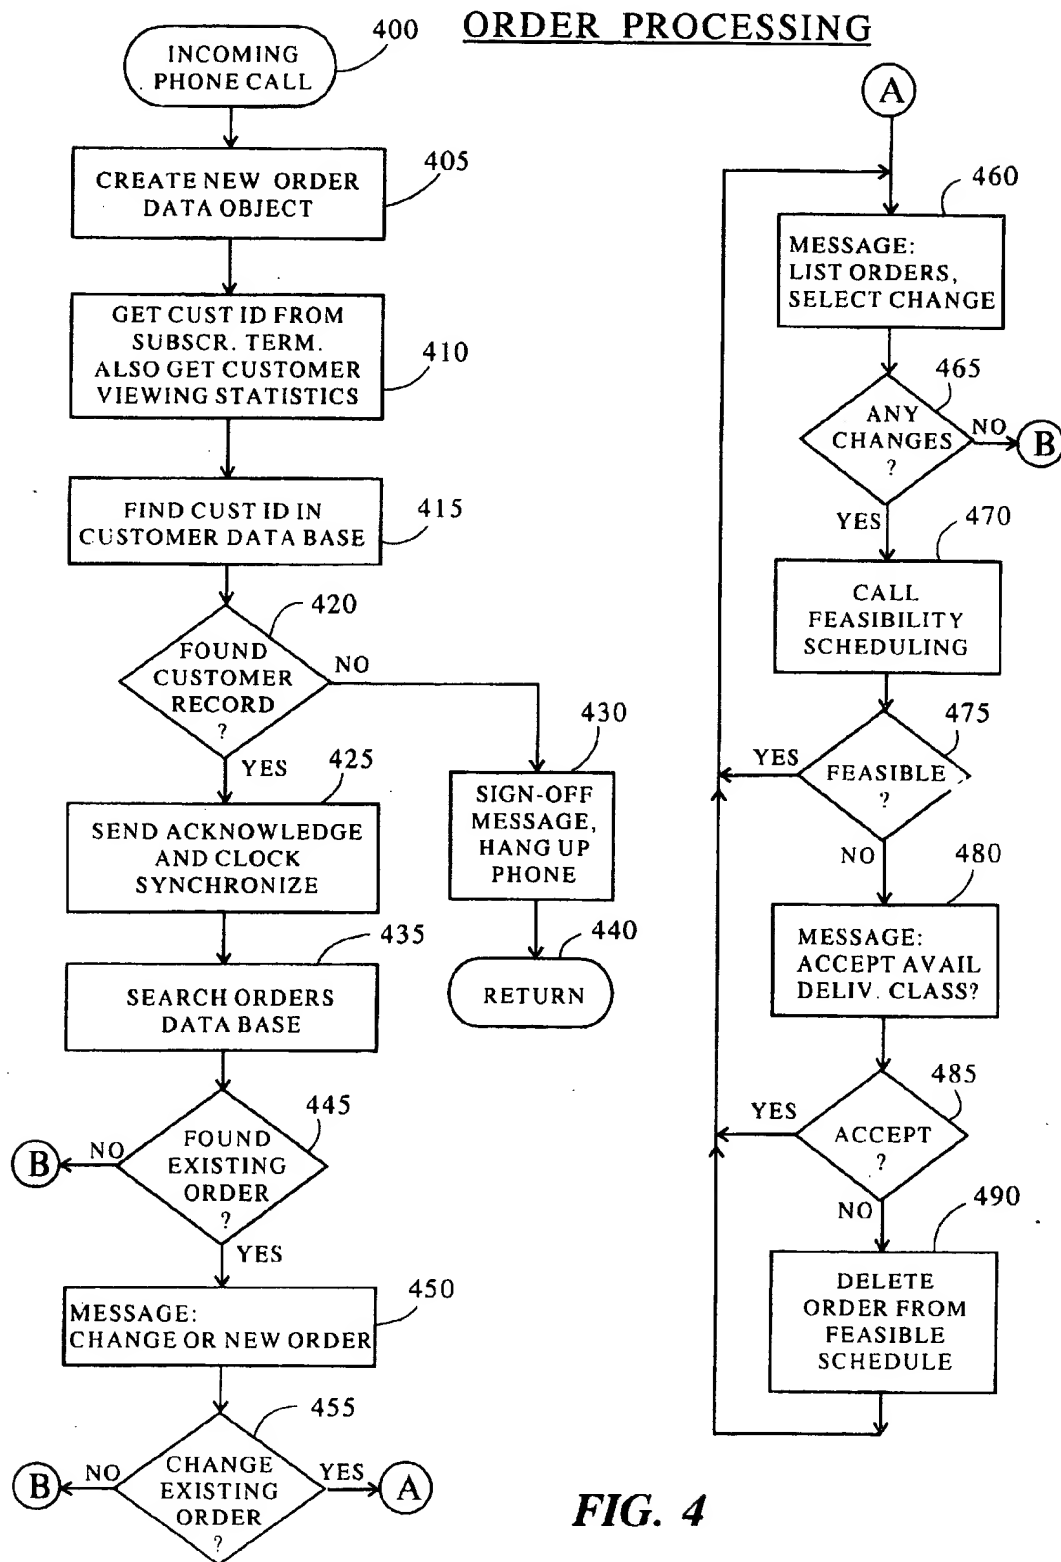 ORDER PROCESSING
INCOMING
PHONE CALL
400
CREATE NEW ORDER
DATA OBJECT
405
GET CUST ID FROM
SUBSCR. TERM.
ALSO GET CUSTOMER
VIEWING STATISTICS
410
FIND CUST ID IN
CUSTOMER DATA BASE
415
FOUND
CUSTOMER
RECORD
?
420
NO
YES
SEND ACKNOWLEDGE
AND CLOCK
SYNCHRONIZE
425
SIGN-OFF
MESSAGE,
HANG UP
PHONE
430
RETURN
440
SEARCH ORDERS
DATA BASE
435
FOUND
EXISTING
ORDER
?
445
NO
B
YES
MESSAGE:
CHANGE OR NEW ORDER
450
CHANGE
EXISTING
ORDER
?
455
NO
B
YES
A
A
MESSAGE:
LIST ORDERS,
SELECT CHANGE
460
ANY
CHANGES
?
465
NO
B
YES
CALL
FEASIBILITY
SCHEDULING
470
FEASIBLE
?
475
YES
NO
MESSAGE:
ACCEPT AVAIL
DELIV. CLASS?
480
ACCEPT
?
485
YES
NO
DELETE
ORDER FROM
FEASIBLE
SCHEDULE
490
FIG. 4